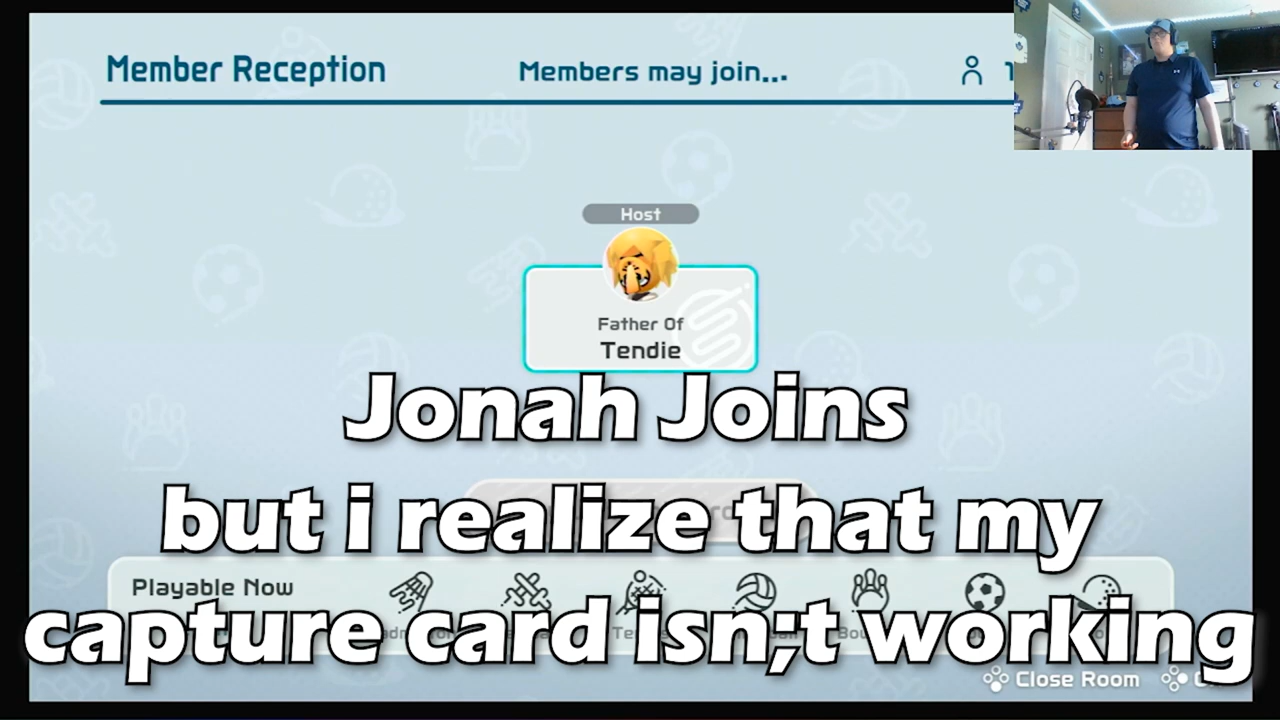 Member Reception
Members may join...
Host
Father Of
Tendie
Jonah Joins
but i realize that my
Playable Now
capture card isn;t working
Close Room